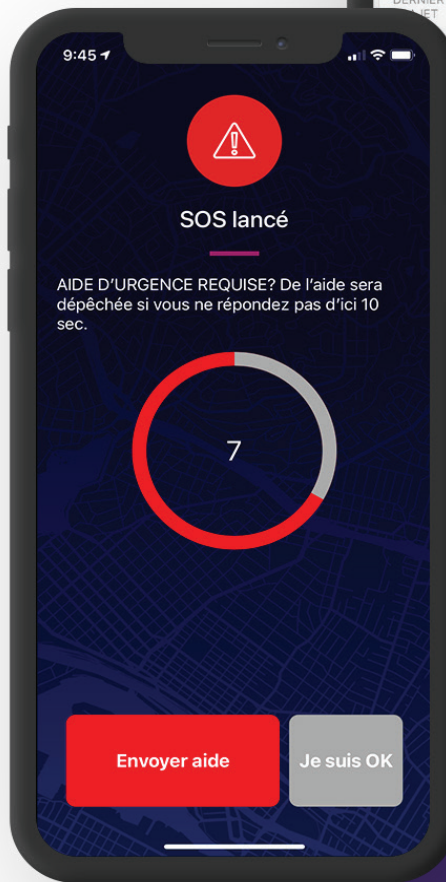 DERNIER
9:45
SOS lancé
AIDE D'URGENCE REQUISE? De l'aide sera
dépêchée si vous ne répondez pas d'ici 10
sec.
7
Envoyer aide
Je suis OK